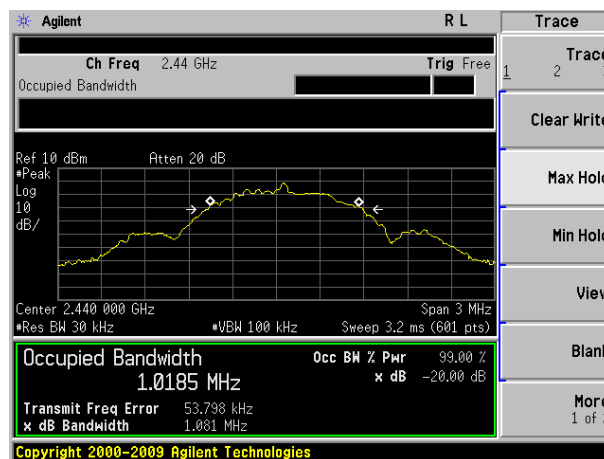 Agilent R L Trace
Ch Freq 2.44 GHz Trig Free
Occupied Bandwidth
Trace
1 2
Clear Write
Max Hold
Min Hold
View
Blank
More
1 of
Ref 10 dBm Atten 20 dB
#Peak
Log
10
dB/
Center 2.440 000 GHz Span 3 MHz
#Res BW 30 kHz #VBW 100 kHz Sweep 3.2 ms (601 pts)
Occupied Bandwidth Occ BW % Pwr 99.00 %
1.0185 MHz x dB -20.00 dB
Transmit Freq Error 53.798 kHz
x dB Bandwidth 1.081 MHz
Copyright 2000-2009 Agilent Technologies